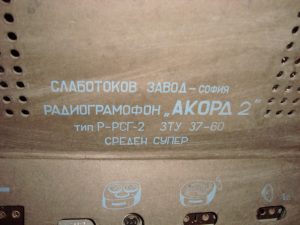 СЛАБОТОКОВ ЗАВОД - СОФИЯ
РАДИОГРАМОФОН „АКОРД 2"
ТИП Р-РСГ-2 ЗТУ 37-60
СРЕДЕН СУПЕР